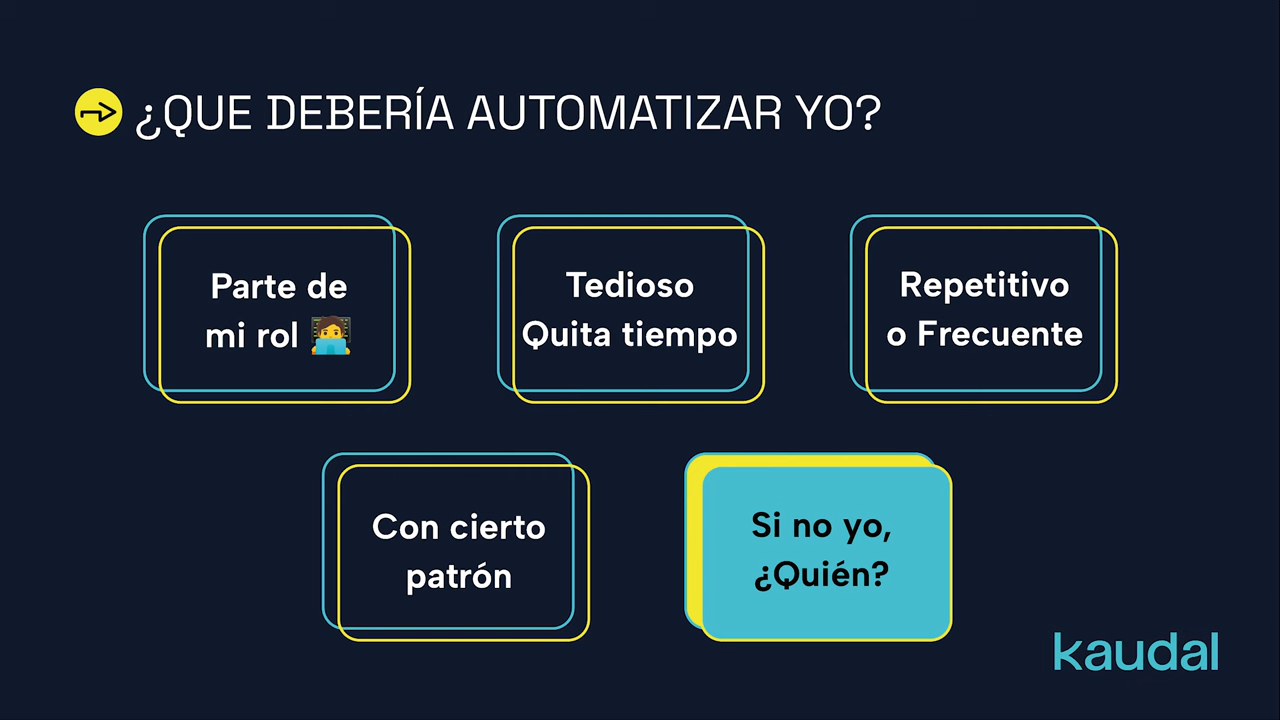 ¿QUE DEBERÍA AUTOMATIZAR YO?
Parte de
mi rol
Tedioso
Quita tiempo
Repetitivo
o Frecuente
Con cierto
patrón
Si no yo,
¿Quién?
kaudal